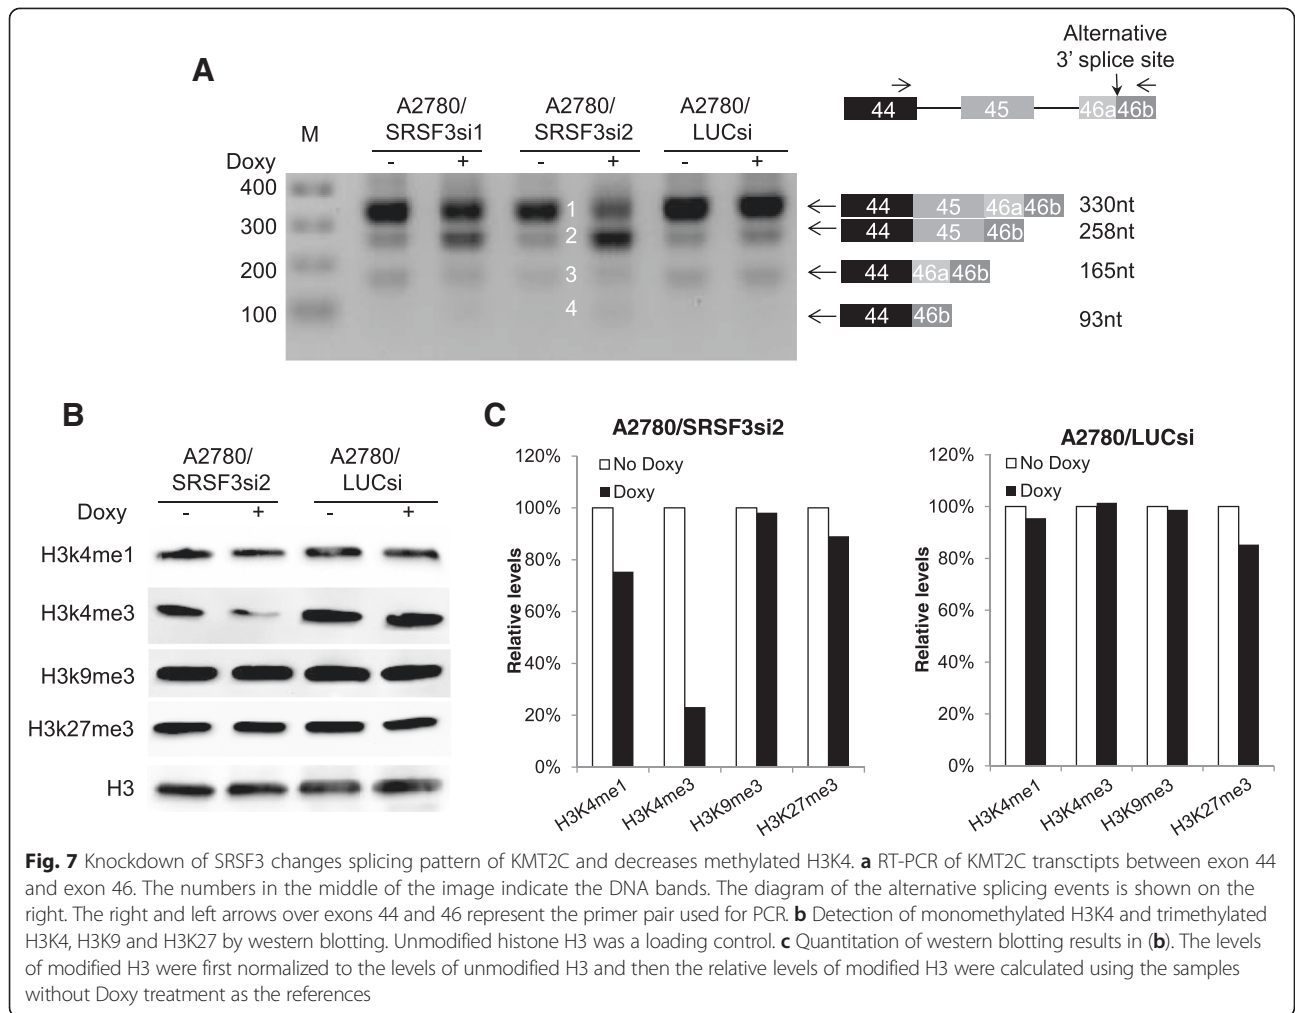 A
Alternative
3’ splice site
44 45 46a 46b
A2780/ A2780/ A2780/
SRSF3si1 SRSF3si2 LUCsi
M
Doxy - + - + - +
400
300
200
100
1
2
3
4
44 45 46a 46b 330nt
44 45 46b 258nt
44 46a 46b 165nt
44 46b 93nt
B
A2780/ A2780/
SRSF3si2 LUCsi
Doxy - + - +
H3k4me1
H3k4me3
H3k9me3
H3k27me3
H3
C
A2780/SRSF3si2
120%
100%
80%
60%
40%
20%
0%
Relative levels
No Doxy
Doxy
H3K4me1 H3K4me3 H3K9me3 H3K27me3
A2780/LUCsi
120%
100%
80%
60%
40%
20%
0%
Relative levels
No Doxy
Doxy
H3K4me1 H3K4me3 H3K9me3 H3K27me3
Fig. 7 Knockdown of SRSF3 changes splicing pattern of KMT2C and decreases methylated H3K4. a RT-PCR of KMT2C transctipts between exon 44
and exon 46. The numbers in the middle of the image indicate the DNA bands. The diagram of the alternative splicing events is shown on the
right. The right and left arrows over exons 44 and 46 represent the primer pair used for PCR. b Detection of monomethylated H3K4 and trimethylated
H3K4, H3K9 and H3K27 by western blotting. Unmodified histone H3 was a loading control. c Quantitation of western blotting results in (b). The levels
of modified H3 were first normalized to the levels of unmodified H3 and then the relative levels of modified H3 were calculated using the samples
without Doxy treatment as the references